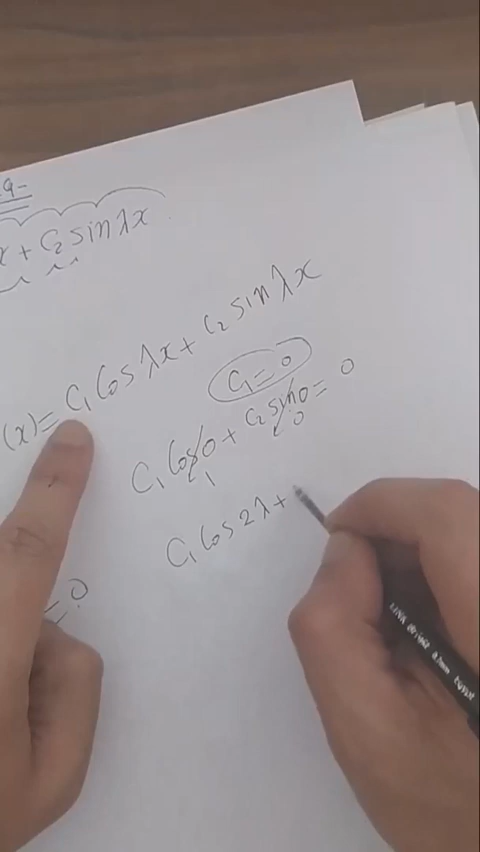 x + C₂ sin λx
(x) = C₁ Cos λx + C₂ sin λx
C₁ = 0
C₁ Cos 0 + C₂ sin 0 = 0
1 0
C₁ Cos 2λ +
= 0